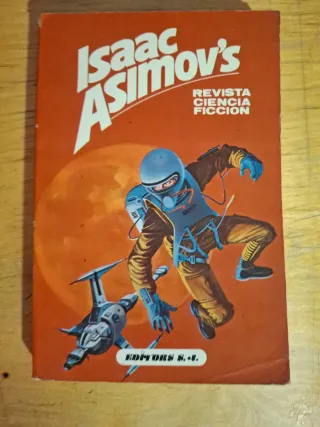 Isaac
Asimov's
REVISTA
CIENCIA
FICCION
EDITORS S.A.